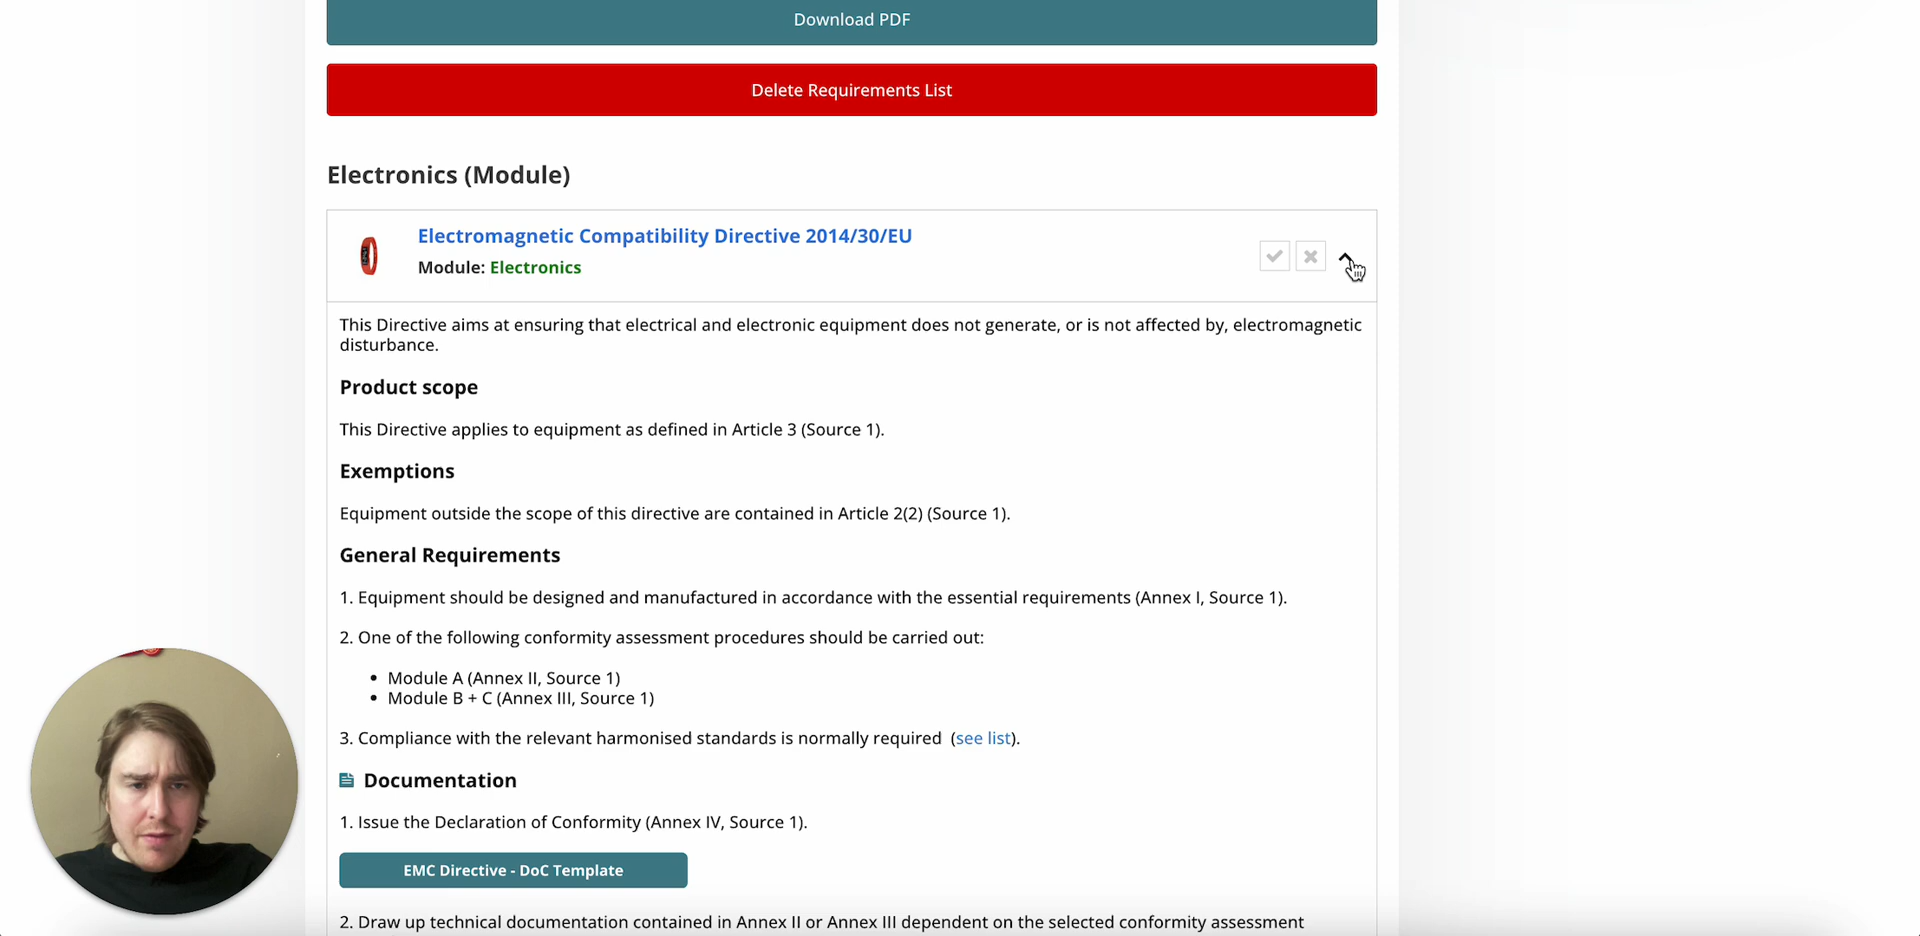 Download PDF
Delete Requirements List
Electronics (Module)
Electromagnetic Compatibility Directive 2014/30/EU
Module: Electronics
This Directive aims at ensuring that electrical and electronic equipment does not generate, or is not affected by, electromagnetic
disturbance.
Product scope
This Directive applies to equipment as defined in Article 3 (Source 1).
Exemptions
Equipment outside the scope of this directive are contained in Article 2(2) (Source 1).
General Requirements
1. Equipment should be designed and manufactured in accordance with the essential requirements (Annex I, Source 1).
2. One of the following conformity assessment procedures should be carried out:
• Module A (Annex II, Source 1)
• Module B + C (Annex III, Source 1)
3. Compliance with the relevant harmonised standards is normally required (see list).
Documentation
1. Issue the Declaration of Conformity (Annex IV, Source 1).
EMC Directive - DoC Template
2. Draw up technical documentation contained in Annex II or Annex III dependent on the selected conformity assessment